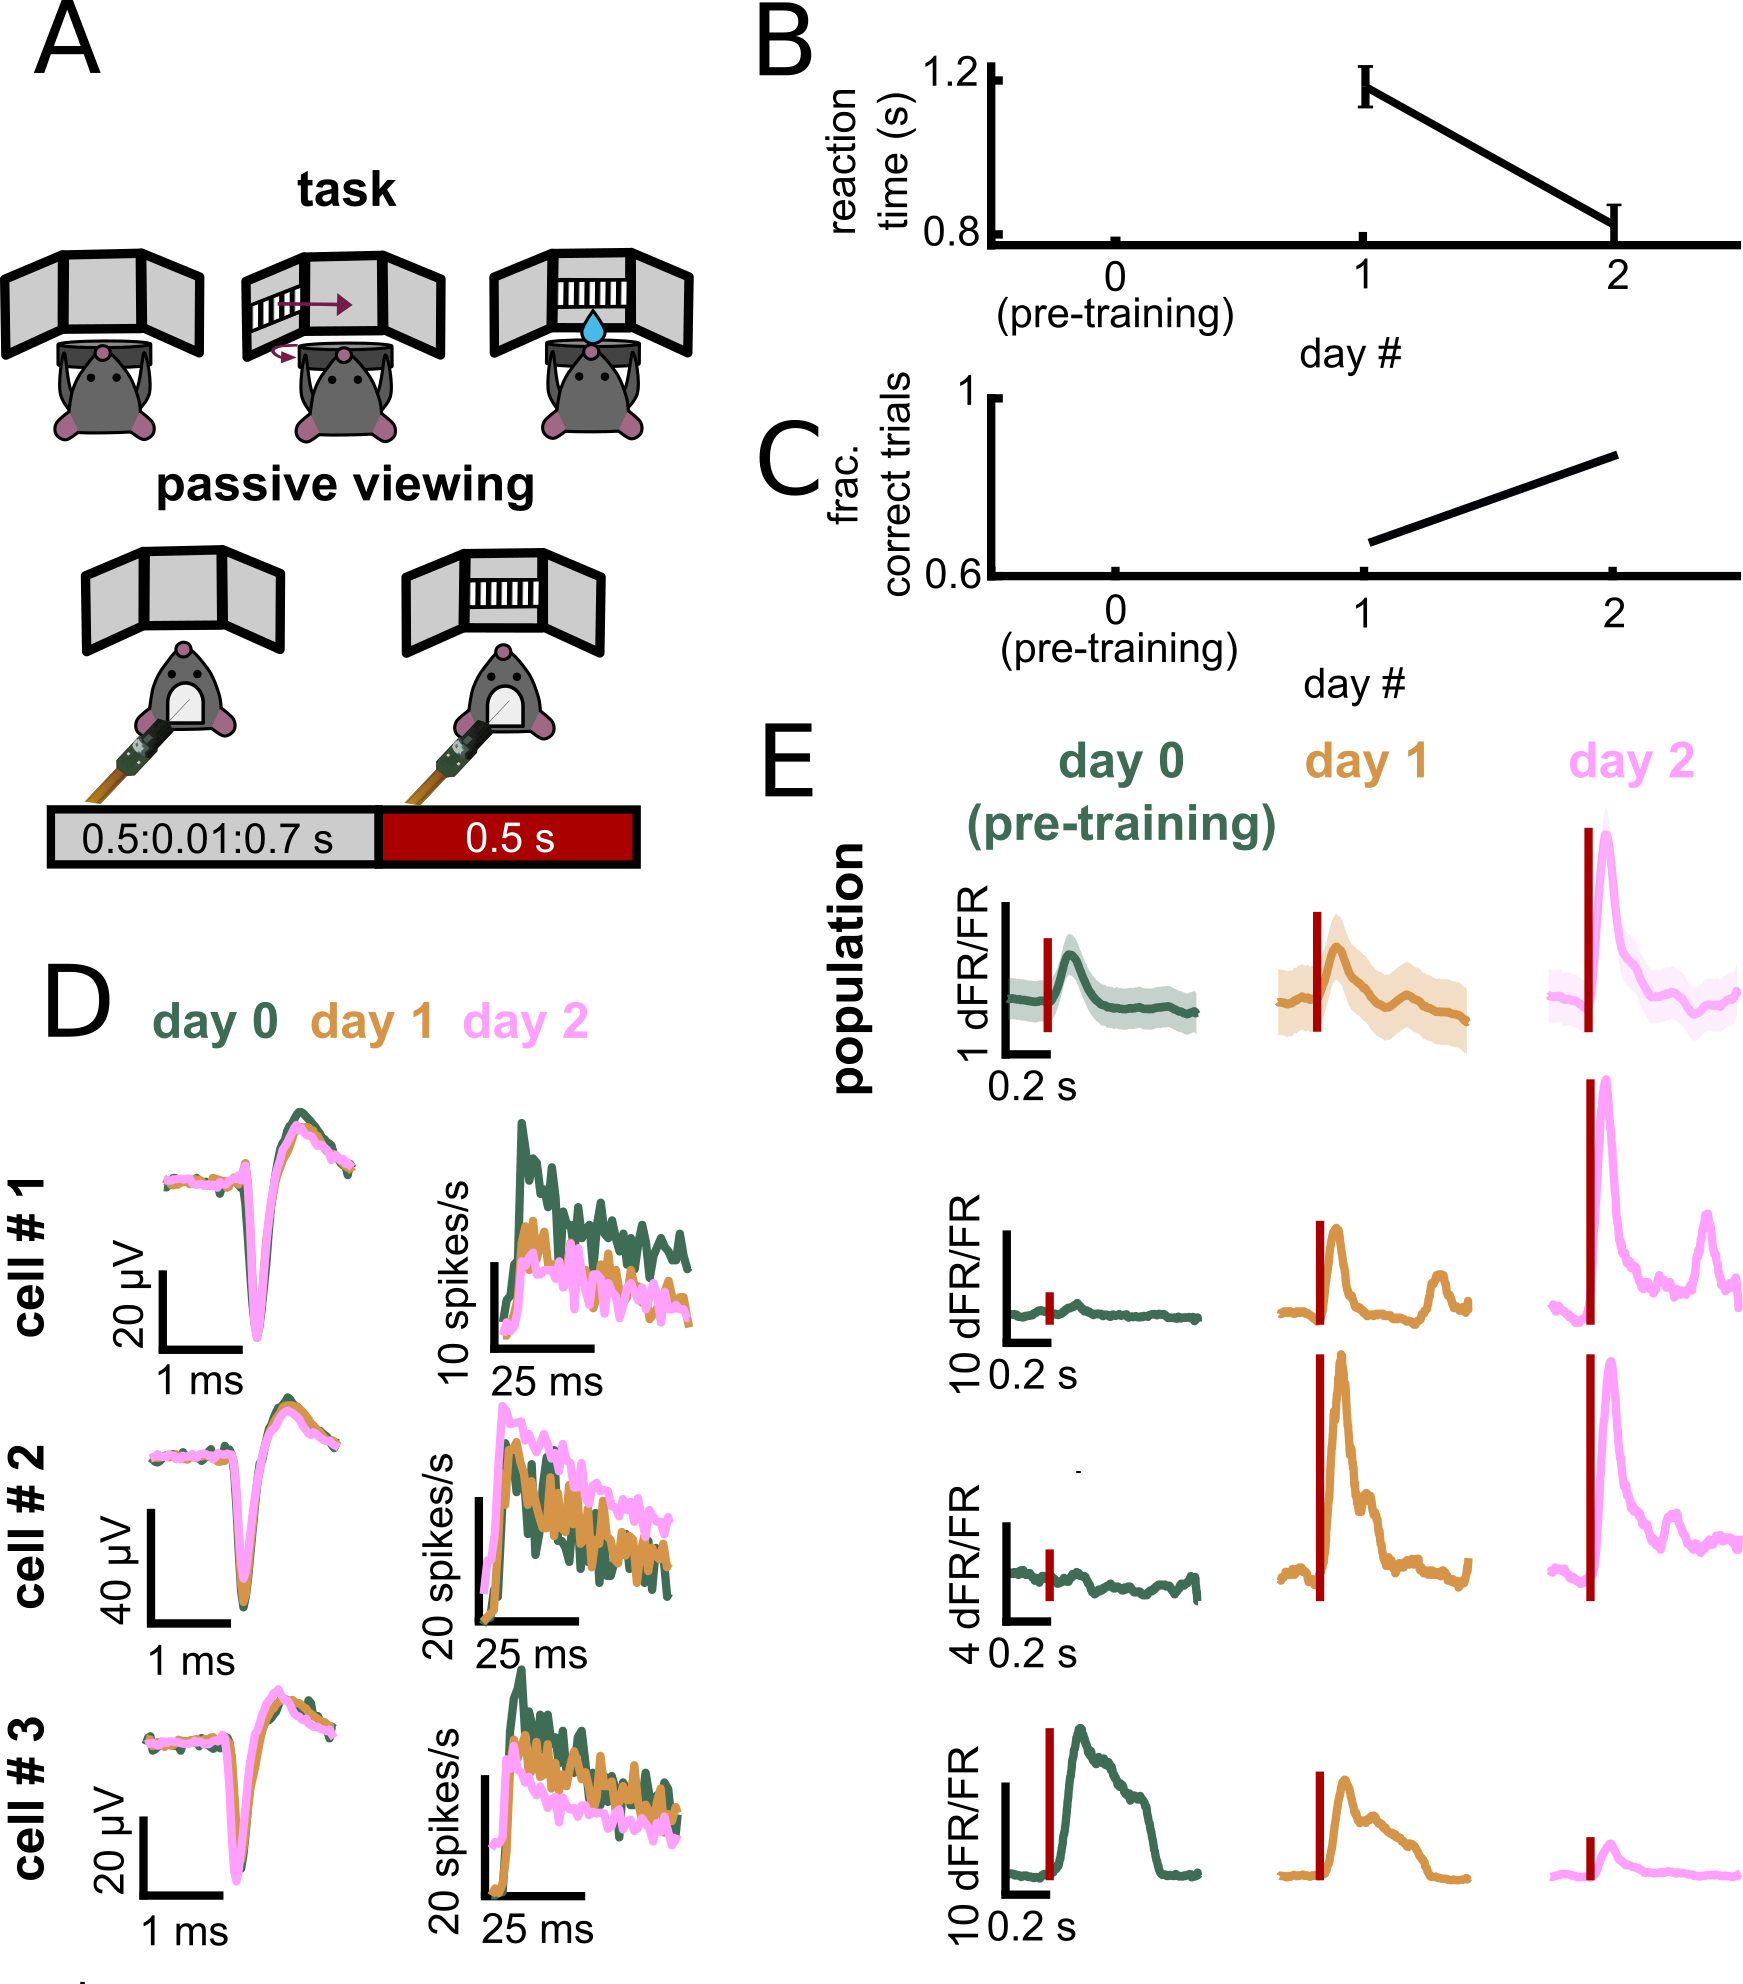 A
task
passive viewing
0.5:0.01:0.7 s
0.5 s
B
reaction
time (s)
1.2
0.8
0
1
2
(pre-training)
day #
C
frac.
correct trials
1
0.6
0
1
2
(pre-training)
day #
D
day 0
day 1
day 2
cell # 1
20 µV
1 ms
10 spikes/s
25 ms
cell # 2
40 µV
1 ms
20 spikes/s
25 ms
cell # 3
20 µV
1 ms
20 spikes/s
25 ms
E
day 0
(pre-training)
day 1
day 2
population
1 dFR/FR
0.2 s
10 dFR/FR
0.2 s
4 dFR/FR
0.2 s
10 dFR/FR
0.2 s